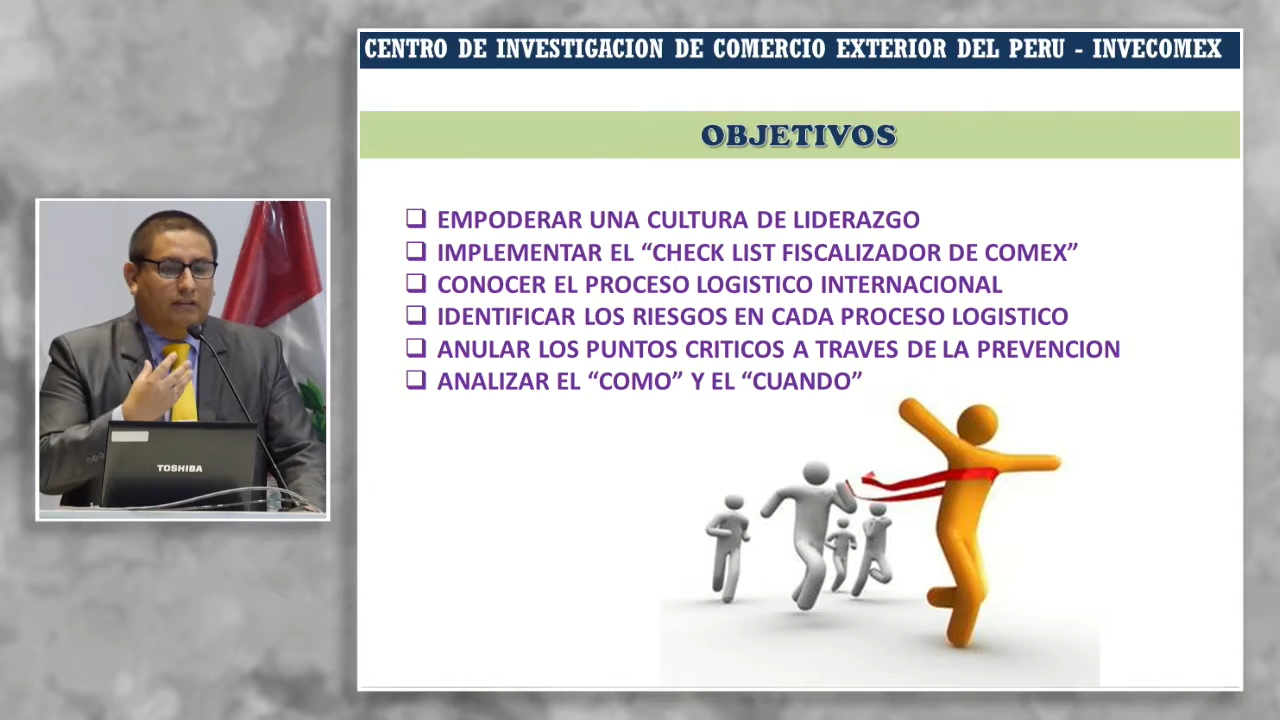 CENTRO DE INVESTIGACION DE COMERCIO EXTERIOR DEL PERU - INVECOMEX
OBJETIVOS
EMPODERAR UNA CULTURA DE LIDERAZGO
IMPLEMENTAR EL “CHECK LIST FISCALIZADOR DE COMEX”
CONOCER EL PROCESO LOGISTICO INTERNACIONAL
IDENTIFICAR LOS RIESGOS EN CADA PROCESO LOGISTICO
ANULAR LOS PUNTOS CRITICOS A TRAVES DE LA PREVENCION
ANALIZAR EL “COMO” Y EL “CUANDO”
TOSHIBA